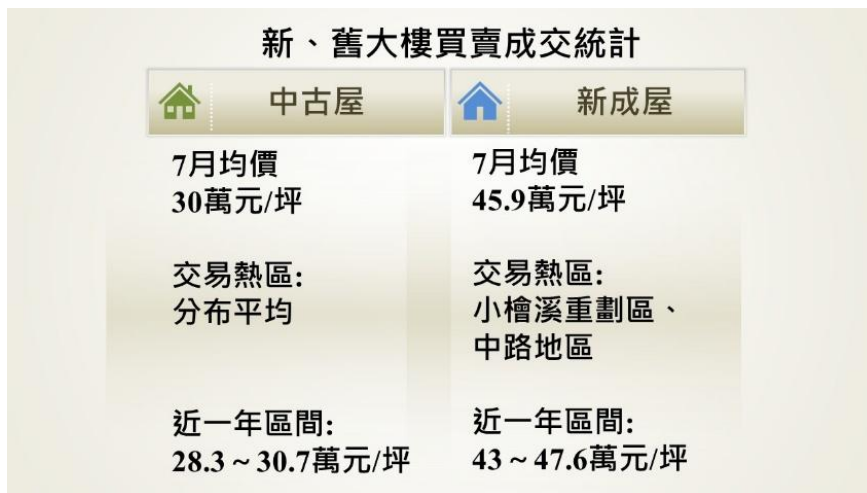 新、舊大樓買賣成交統計
中古屋
7月均價
30萬元/坪
交易熱區:
分布平均
近一年區間:
28.3～30.7萬元/坪
新成屋
7月均價
45.9萬元/坪
交易熱區:
小檜溪重劃區、
中路地區
近一年區間:
43～47.6萬元/坪